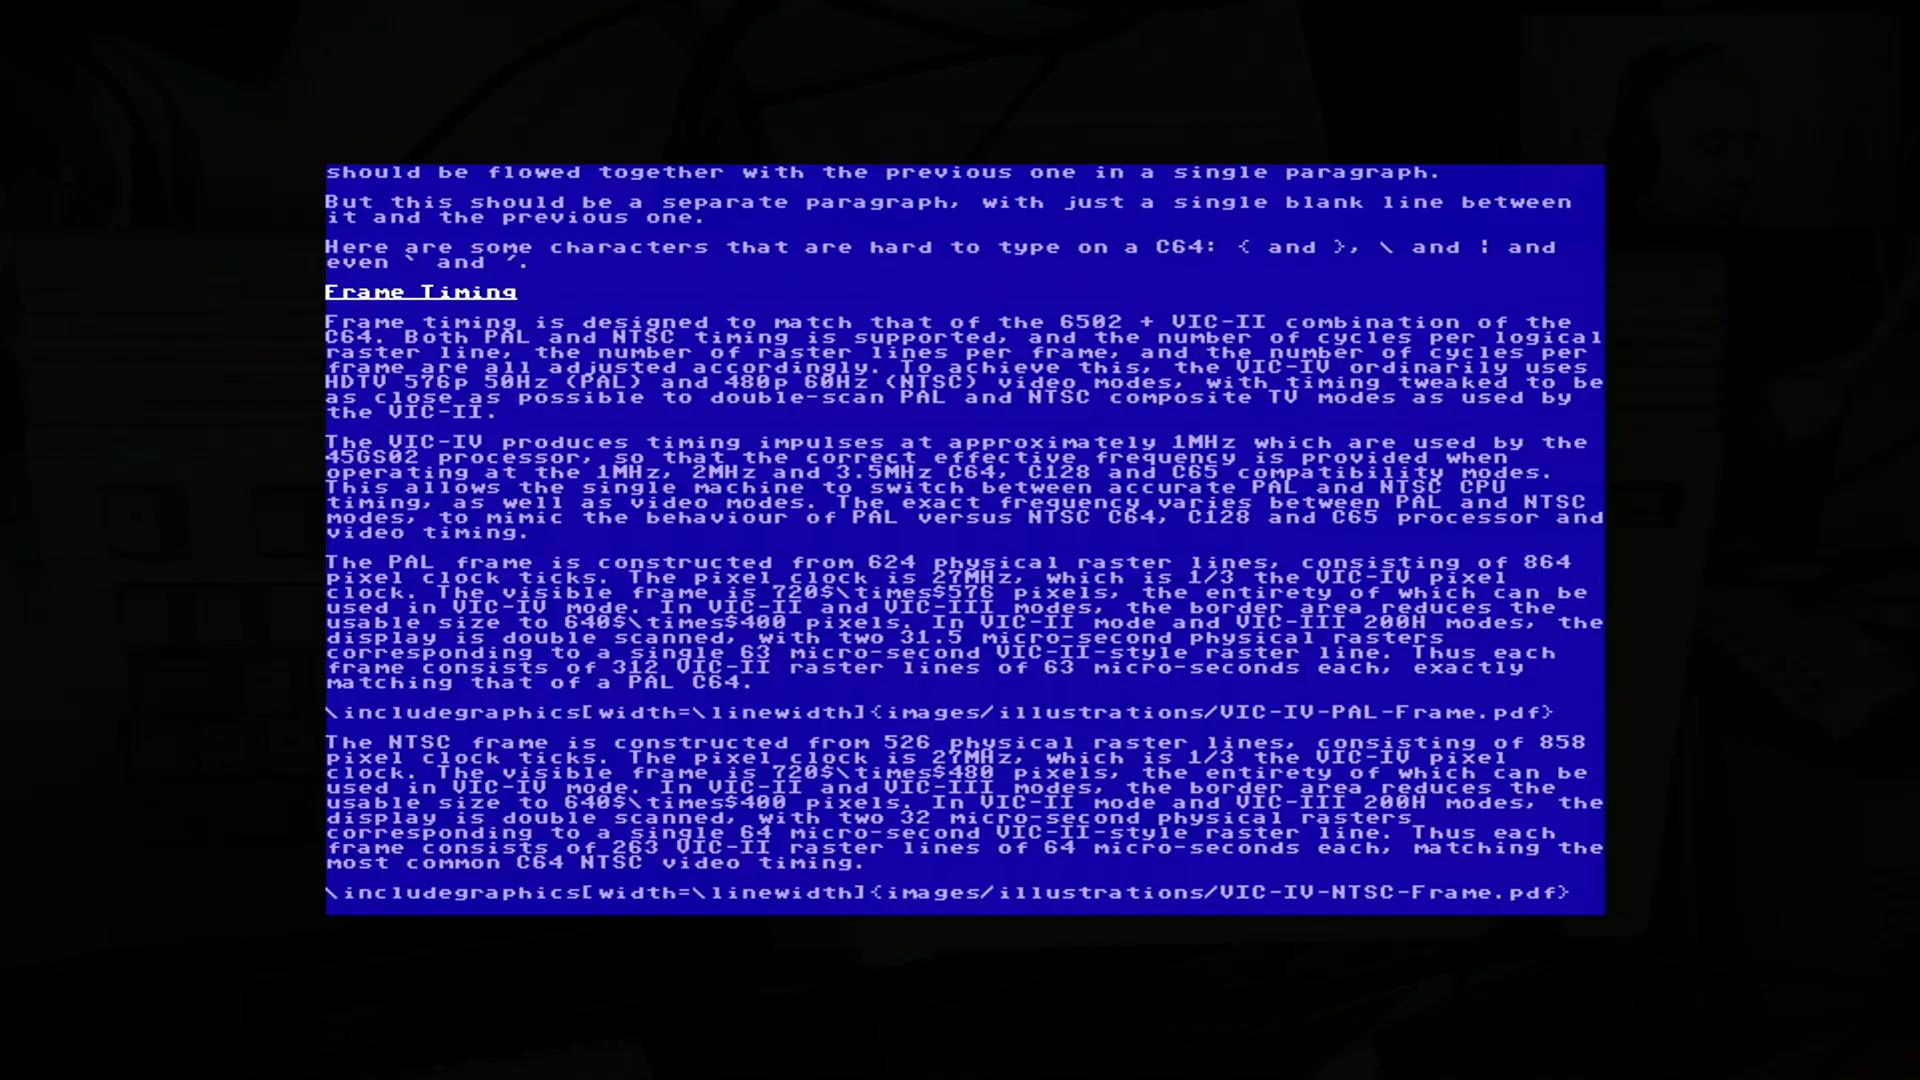 should be flowed together with the previous one in a single paragraph.
But this should be a separate paragraph, with just a single blank line between
it and the previous one.
Here are some characters that are hard to type on a C64: { and }, \ and ¦ and
even ` and ´.
Frame Timing
Frame timing is designed to match that of the 6502 + VIC-II combination of the
C64. Both PAL and NTSC timing is supported, and the number of cycles per logical
raster line, the number of raster lines per frame, and the number of cycles per
frame are all adjusted accordingly. To achieve this, the VIC-IV ordinarily uses
HDTV 576p 50Hz (PAL) and 480p 60Hz (NTSC) video modes, with timing tweaked to be
as close as possible to double-scan PAL and NTSC composite TV modes as used by
the VIC-II.
The VIC-IV produces timing impulses at approximately 1MHz which are used by the
45GS02 processor, so that the correct effective frequency is provided when
operating at the 1MHz, 2MHz and 3.5MHz C64, C128 and C65 compatibility modes.
This allows the single machine to switch between accurate PAL and NTSC CPU
timing, as well as video modes. The exact frequency varies between PAL and NTSC
modes, to mimic the behaviour of PAL versus NTSC C64, C128 and C65 processor and
video timing.
The PAL frame is constructed from 624 physical raster lines, consisting of 864
pixel clock ticks. The pixel clock is 27MHz, which is 1/3 the VIC-IV pixel
clock. The visible frame is 720$\times$576 pixels, the entirety of which can be
used in VIC-IV mode. In VIC-II and VIC-III modes, the border area reduces the
usable size to 640$\times$400 pixels. In VIC-II mode and VIC-III 200H modes, the
display is double scanned, with two 31.5 micro-second physical rasters
corresponding to a single 63 micro-second VIC-II-style raster line. Thus each
frame consists of 312 VIC-II raster lines of 63 micro-seconds each, exactly
matching that of a PAL C64.
\includegraphics[width=\linewidth]{images/illustrations/VIC-IV-PAL-Frame.pdf}
The NTSC frame is constructed from 526 physical raster lines, consisting of 858
pixel clock ticks. The pixel clock is 27MHz, which is 1/3 the VIC-IV pixel
clock. The visible frame is 720$\times$480 pixels, the entirety of which can be
used in VIC-IV mode. In VIC-II and VIC-III modes, the border area reduces the
usable size to 640$\times$400 pixels. In VIC-II mode and VIC-III 200H modes, the
display is double scanned, with two 32 micro-second physical rasters
corresponding to a single 64 micro-second VIC-II-style raster line. Thus each
frame consists of 263 VIC-II raster lines of 64 micro-seconds each, matching the
most common C64 NTSC video timing.
\includegraphics[width=\linewidth]{images/illustrations/VIC-IV-NTSC-Frame.pdf}